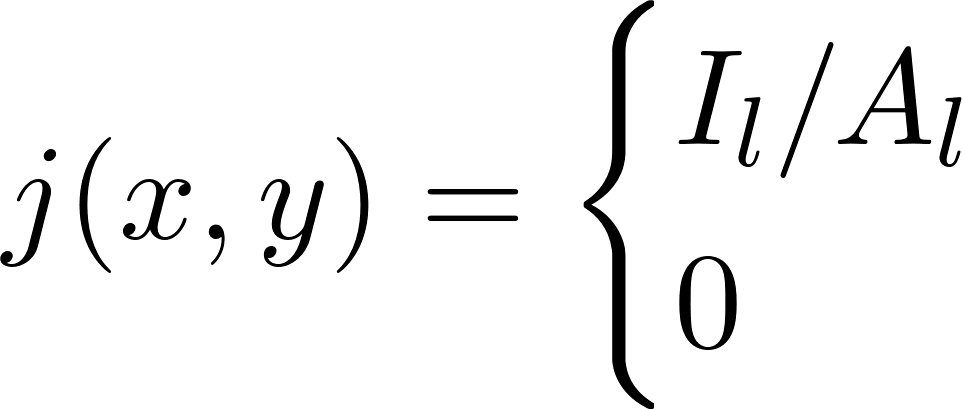 j(x, y) = { I_l/A_l
0